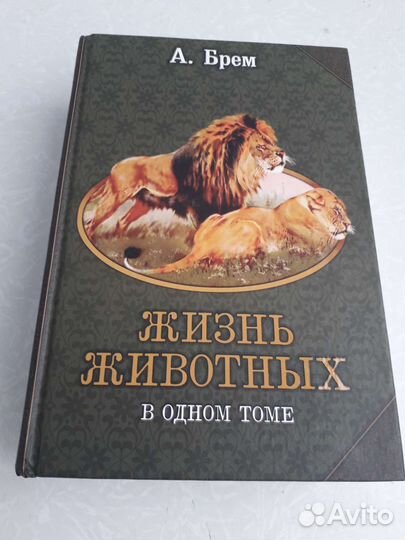 А. Брем
ЖИЗНЬ
ЖИВОТНЫХ
В ОДНОМ ТОМЕ
Avito